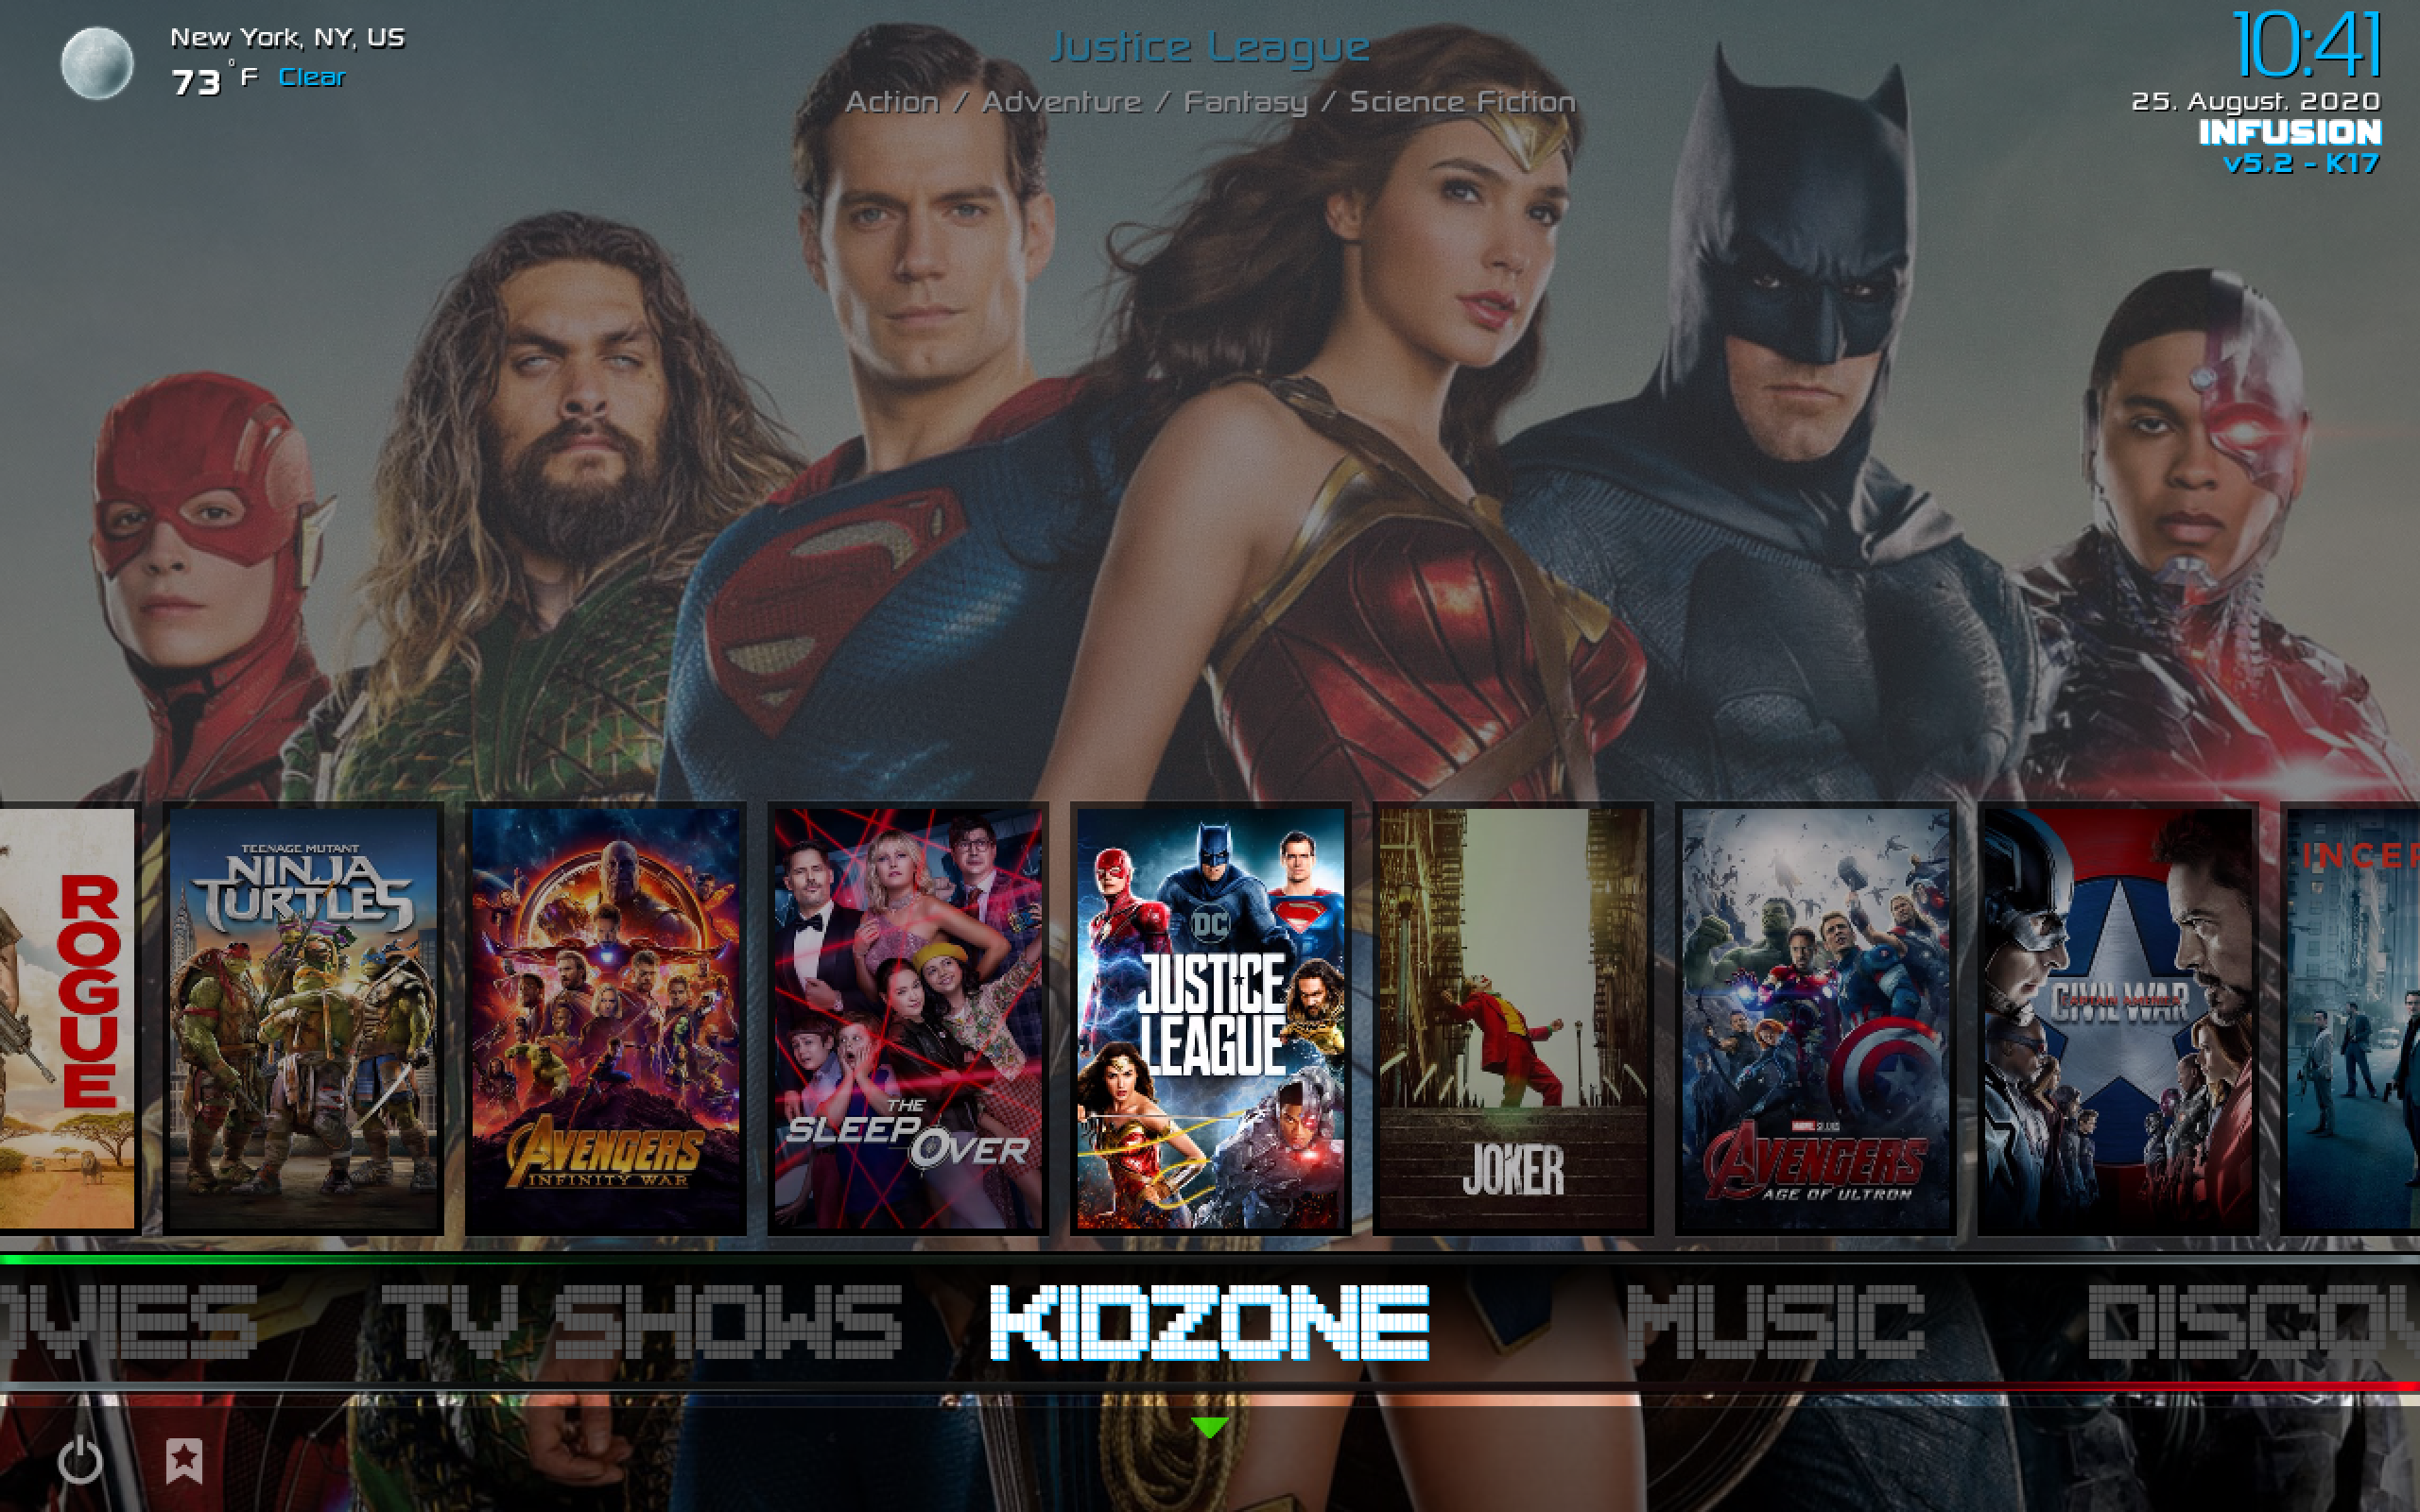 New York, NY, US
73 °F Clear
Justice League
Action / Adventure / Fantasy / Science Fiction
10:41
25. August. 2020
INFUSION
v5.2 - K17
ROGUE
TEENAGE MUTANT
NINJA
TURTLES
AVENGERS
INFINITY WAR
THE
SLEEPOVER
DC
JUSTICE
LEAGUE
JOKER
MARVEL STUDIOS
AVENGERS
AGE OF ULTRON
CAPTAIN AMERICA
CIVIL WAR
INCEP
OVIES
TV SHOWS
KIDZONE
MUSIC
DISCOV